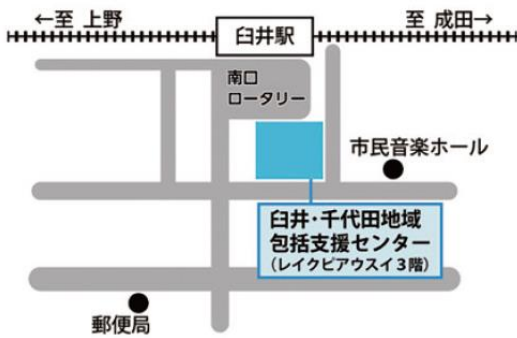 ←至 上野
臼井駅
至 成田→
南口
ロータリー
市民音楽ホール
臼井・千代田地域
包括支援センター
(レイクピアウスイ3階)
郵便局